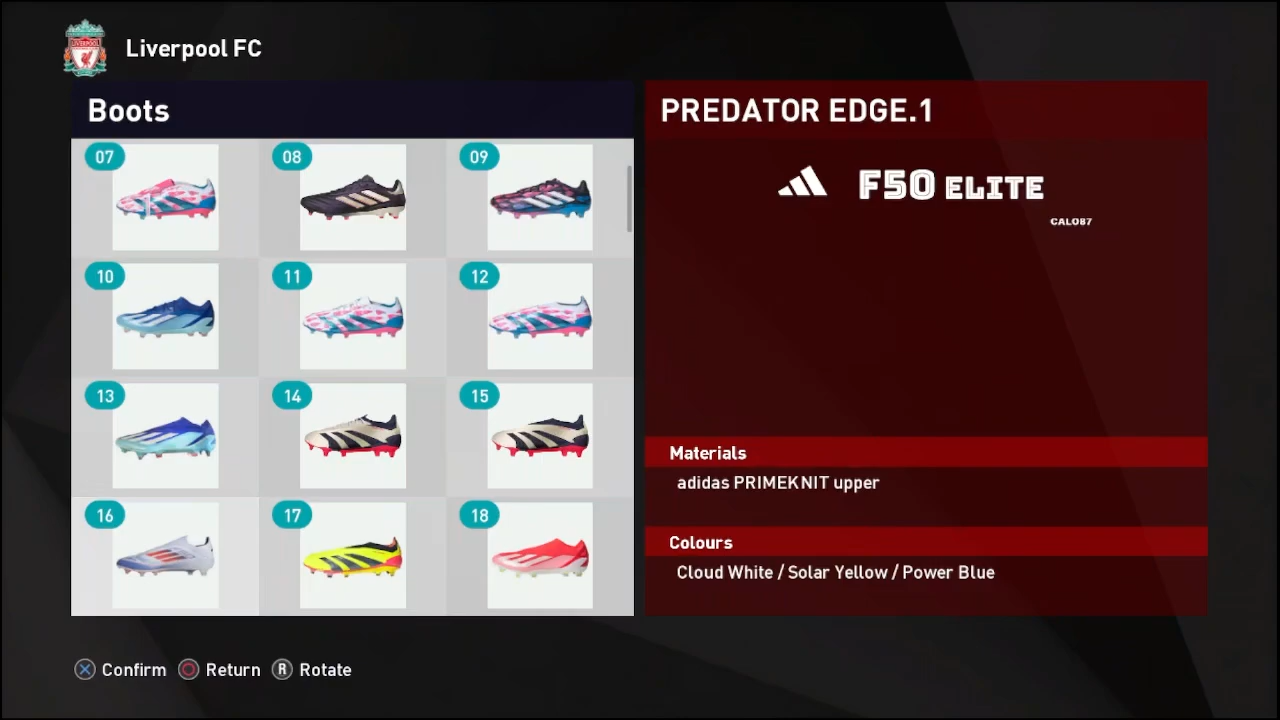 Liverpool FC
Boots
07
08
09
10
11
12
13
14
15
16
17
18
PREDATOR EDGE.1
F50 ELITE
CALO87
Materials
adidas PRIMEKNIT upper
Colours
Cloud White / Solar Yellow / Power Blue
Confirm
Return
R
Rotate